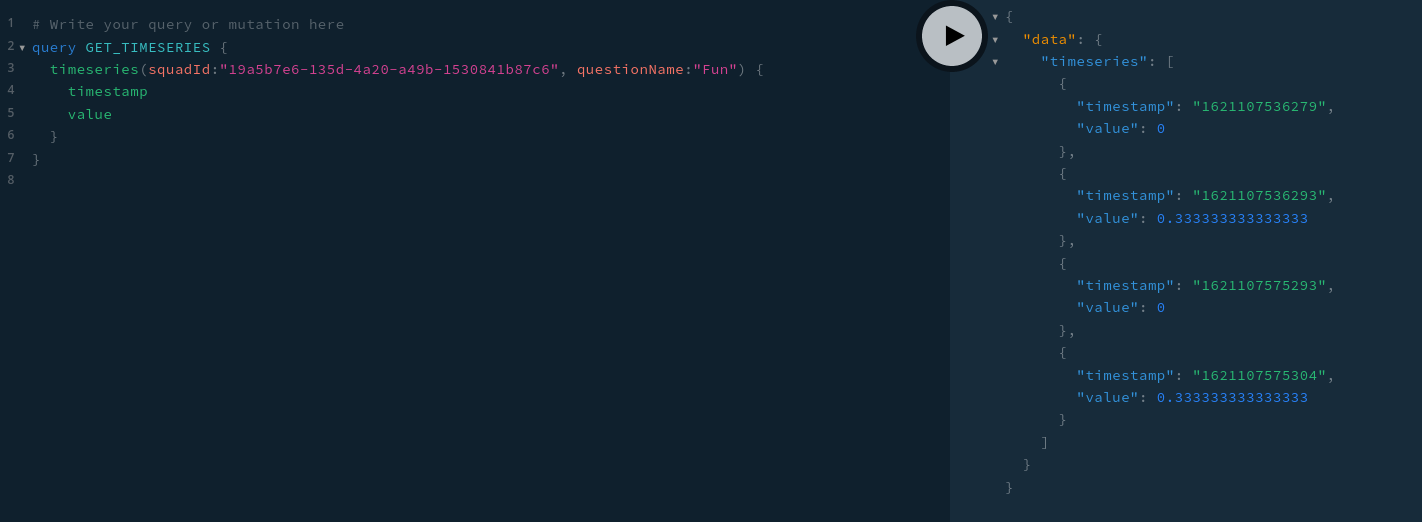 1 # Write your query or mutation here
2 ▾ query GET_TIMESERIES {
3 timeseries(squadId:"19a5b7e6-135d-4a20-a49b-1530841b87c6", questionName:"Fun") {
4 timestamp
5 value
6 }
7 }
8
▾ {
▾ "data": {
▾ "timeseries": [
{
"timestamp": "1621107536279",
"value": 0
},
{
"timestamp": "1621107536293",
"value": 0.333333333333333
},
{
"timestamp": "1621107575293",
"value": 0
},
{
"timestamp": "1621107575304",
"value": 0.333333333333333
}
]
}
}